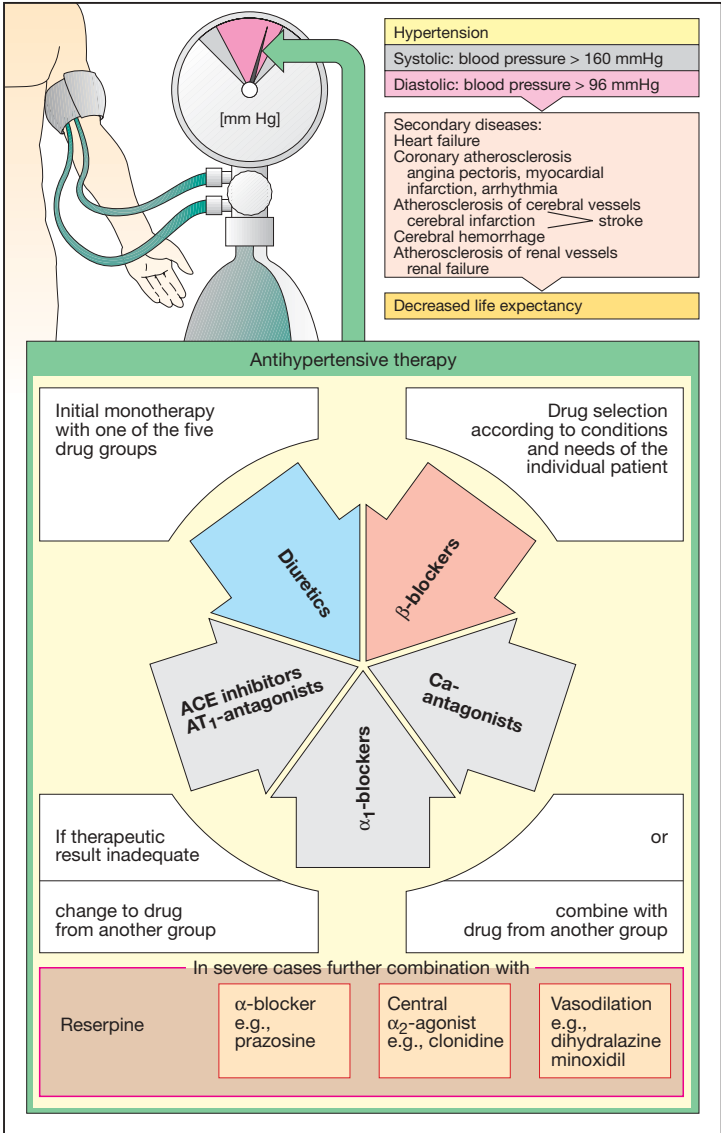 [mm Hg]
Hypertension
Systolic: blood pressure > 160 mmHg
Diastolic: blood pressure > 96 mmHg
Secondary diseases:
Heart failure
Coronary atherosclerosis
angina pectoris, myocardial
infarction, arrhythmia
Atherosclerosis of cerebral vessels
cerebral infarction stroke
Cerebral hemorrhage
Atherosclerosis of renal vessels
renal failure
Decreased life expectancy
Antihypertensive therapy
Initial monotherapy
with one of the five
drug groups
Drug selection
according to conditions
and needs of the
individual patient
Diuretics
β-blockers
ACE inhibitors
AT1-antagonists
Ca-
antagonists
α1-blockers
If therapeutic
result inadequate
or
change to drug
from another group
combine with
drug from another group
In severe cases further combination with
Reserpine
α-blocker
e.g.,
prazosine
Central
α2-agonist
e.g., clonidine
Vasodilation
e.g.,
dihydralazine
minoxidil